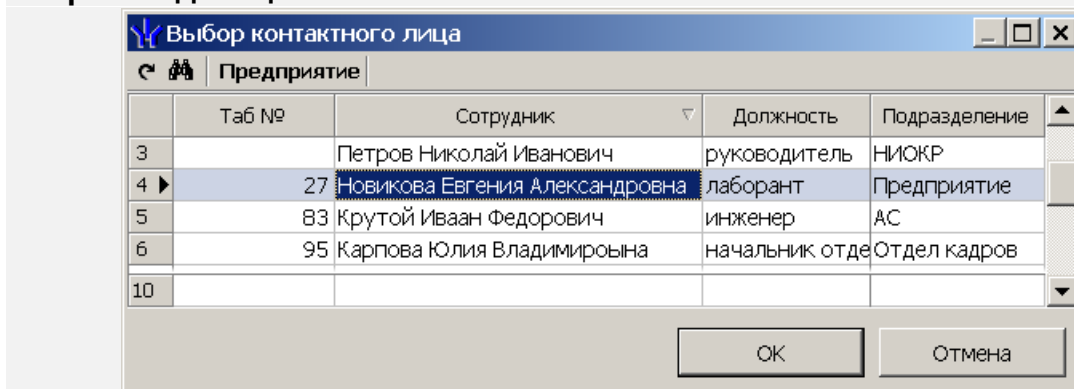 Выбор контактного лица
Предприятие
Таб № Сотрудник Должность Подразделение
3 Петров Николай Иванович руководитель НИОКР
4 27 Новикова Евгения Александровна лаборант Предприятие
5 83 Крутой Иваан Федорович инженер АС
6 95 Карпова Юлия Владимироына начальник отде Отдел кадров
10
ОК Отмена